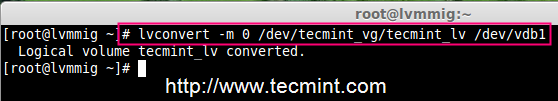 root@lvmmig:~
[root@lvmmig ~]# lvconvert -m 0 /dev/tecmint_vg/tecmint_lv /dev/vdb1
Logical volume tecmint_lv converted.
[root@lvmmig ~]#
http://www.tecmint.com